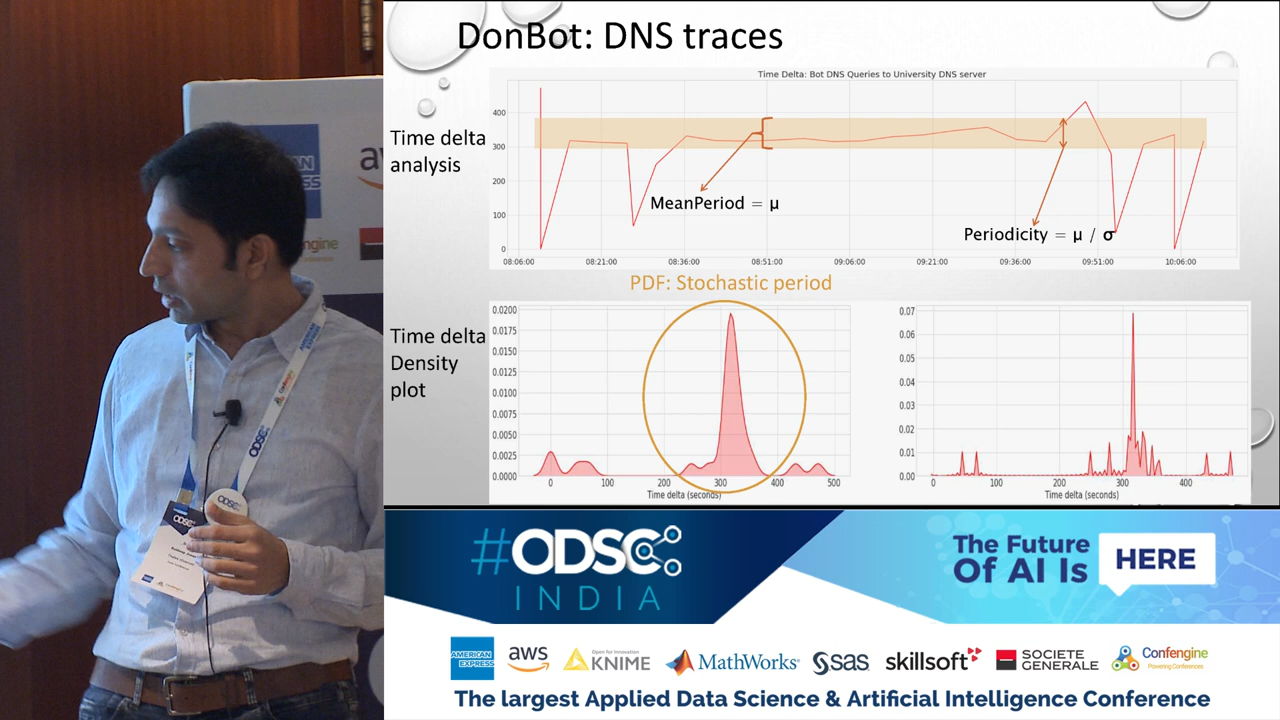 DonBot: DNS traces
Time Delta: Bot DNS Queries to University DNS server
Time delta
analysis
400
300
200
100
0
MeanPeriod = μ
Periodicity = μ / σ
08:06:00 08:21:00 08:36:00 08:51:00 09:06:00 09:21:00 09:36:00 09:51:00 10:06:00
PDF: Stochastic period
Time delta
Density
plot
0.0200
0.0175
0.0150
0.0125
0.0100
0.0075
0.0050
0.0025
0.0000
0 100 200 300 400 500
Time delta (seconds)
0.07
0.06
0.05
0.04
0.03
0.02
0.01
0.00
0 100 200 300 400
Time delta (seconds)
#ODSC
INDIA
The Future
Of AI Is HERE
AMERICAN
EXPRESS
aws
Open for Innovation
KNIME
MathWorks®
sas
skillsoft
SOCIETE
GENERALE
Confengine
Powering Conferences
The largest Applied Data Science & Artificial Intelligence Conference
ODSC
ODSC
ODSC